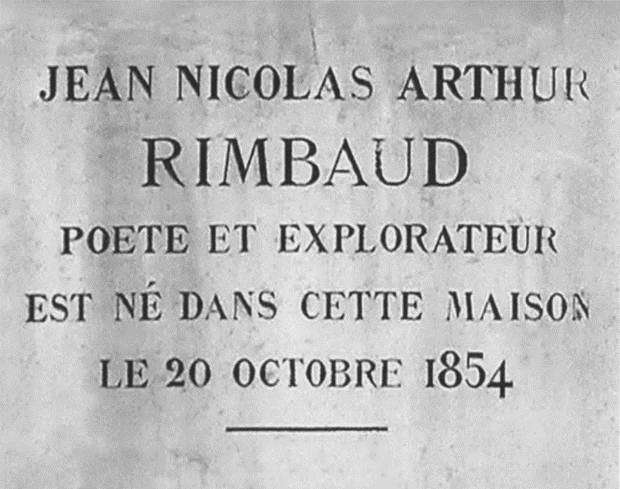 JEAN NICOLAS ARTHUR
RIMBAUD
POETE ET EXPLORATEUR
EST NÉ DANS CETTE MAISON
LE 20 OCTOBRE 1854